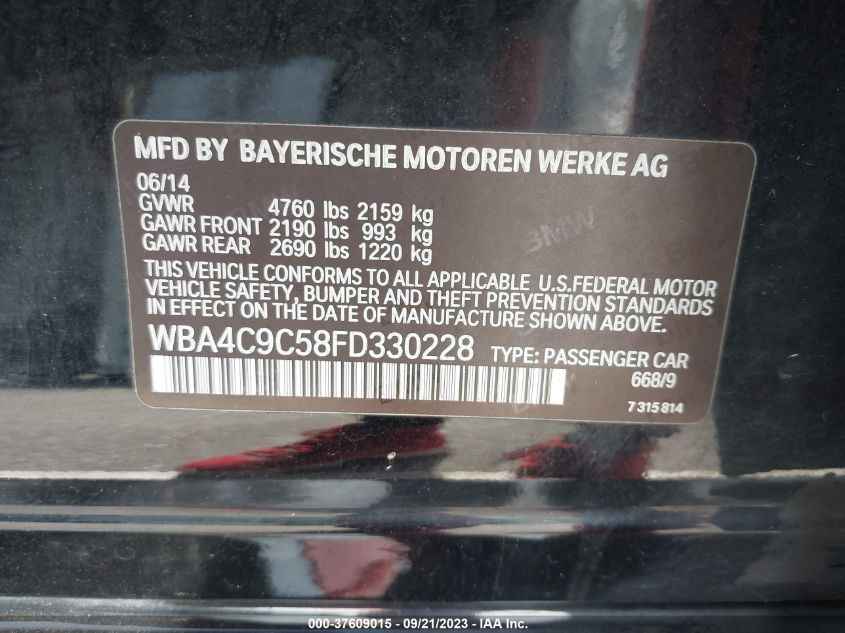 MFD BY BAYERISCHE MOTOREN WERKE AG
06/14
GVWR 4760 lbs 2159 kg
GAWR FRONT 2190 lbs 993 kg
GAWR REAR 2690 lbs 1220 kg
THIS VEHICLE CONFORMS TO ALL APPLICABLE U.S.FEDERAL MOTOR
VEHICLE SAFETY, BUMPER AND THEFT PREVENTION STANDARDS
IN EFFECT ON THE DATE OF MANUFACTURE SHOWN ABOVE.
WBA4C9C58FD330228 TYPE: PASSENGER CAR
668/9
7 315 814
000-37609015 - 09/21/2023 - IAA Inc.